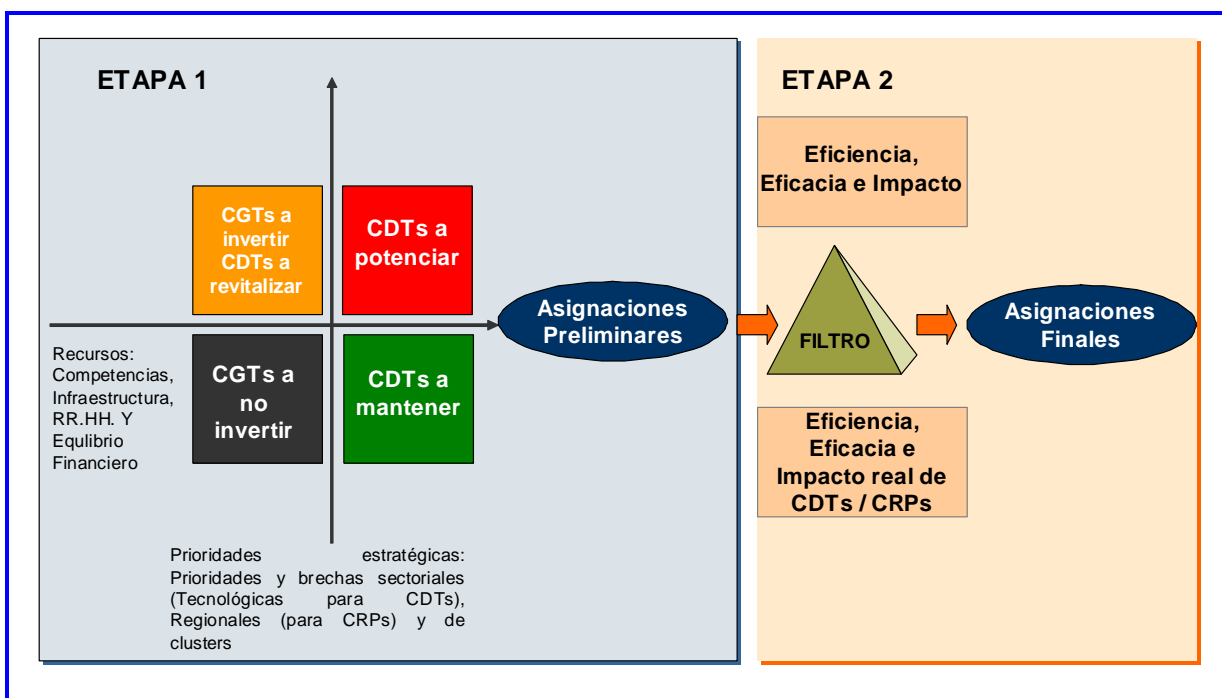 ETAPA 1
CGTs a
invertir
CDTs a
revitalizar
CDTs a
potenciar
CGTs a
no
invertir
CDTs a
mantener
Recursos:
Competencias,
Infraestructura,
RR.HH. Y
Equlibrio
Financiero
Prioridades estratégicas:
Prioridades y brechas sectoriales
(Tecnológicas para CDTs),
Regionales (para CRPs) y de
clusters
Asignaciones
Preliminares
ETAPA 2
Eficiencia,
Eficacia e Impacto
FILTRO
Eficiencia,
Eficacia e
Impacto real de
CDTs / CRPs
Asignaciones
Finales